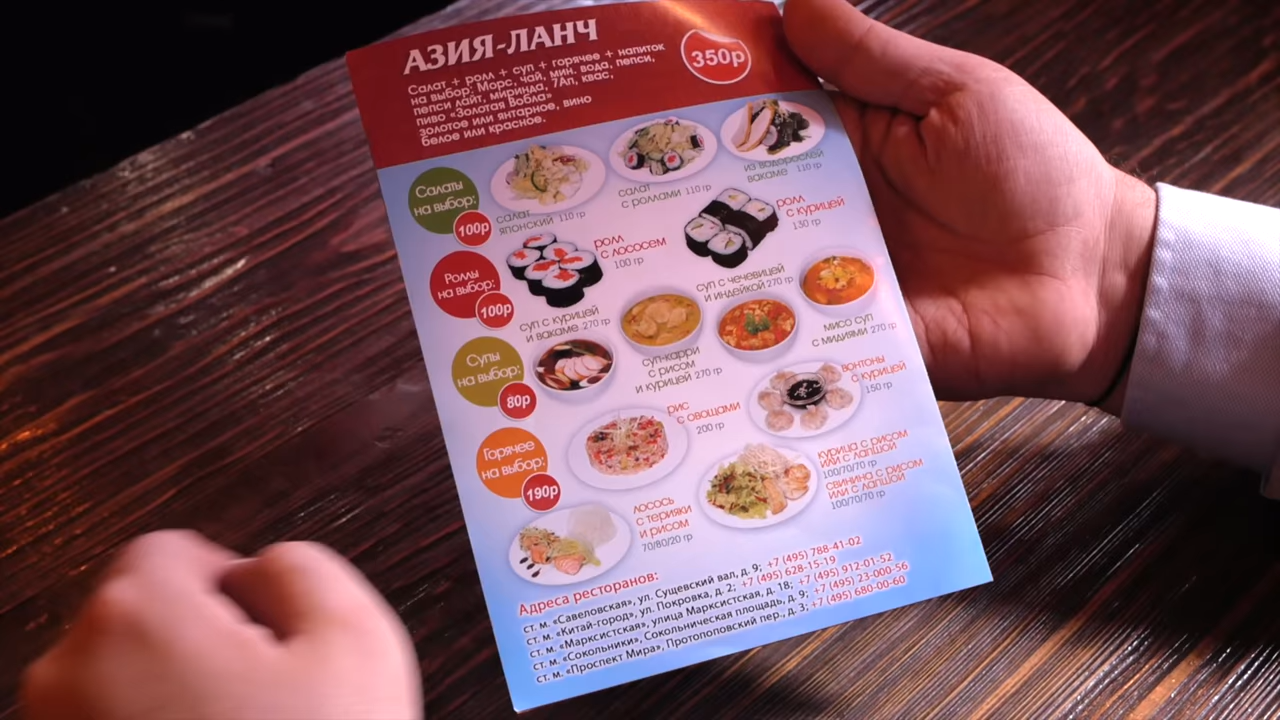 АЗИЯ-ЛАНЧ
350р
Салат + ролл + суп + горячее + напиток
на выбор: Морс, чай, мин. вода, пепси,
пепси лайт, миринда, 7Ап, квас,
пиво «Золотая Вобла»
золотое или янтарное, вино
белое или красное.
Салаты
на выбор:
100р
салат
японский 110 гр
салат
с роллами 110 гр
из водорослей
вакаме 110 гр
Роллы
на выбор:
100р
ролл
с лососем
100 гр
ролл
с курицей
130 гр
Супы
на выбор:
80р
суп с курицей
и вакаме 270 гр
суп-карри
с рисом
и курицей 270 гр
суп с чечевицей
и индейкой 270 гр
мисо суп
с мидиями 270 гр
Горячее
на выбор:
190р
рис
с овощами
200 гр
вонтоны
с курицей
150 гр
лосось
с терияки
и рисом
70/80/20 гр
курица с рисом
или с лапшой
100/70/70 гр
свинина с рисом
или с лапшой
100/70/70 гр
Адреса ресторанов:
ст. м. «Савеловская», ул. Сущевский вал, д. 9; +7 (495) 788-41-02
ст. м. «Китай-город», ул. Покровка, д. 2; +7 (495) 628-15-19
ст. м. «Марксистская», улица Марксистская, д. 18; +7 (495) 912-01-52
ст. м. «Сокольники», Сокольническая площадь, д. 9; +7 (495) 23-000-56
ст. м. «Проспект Мира», Протопоповский пер., д. 3; +7 (495) 680-00-60